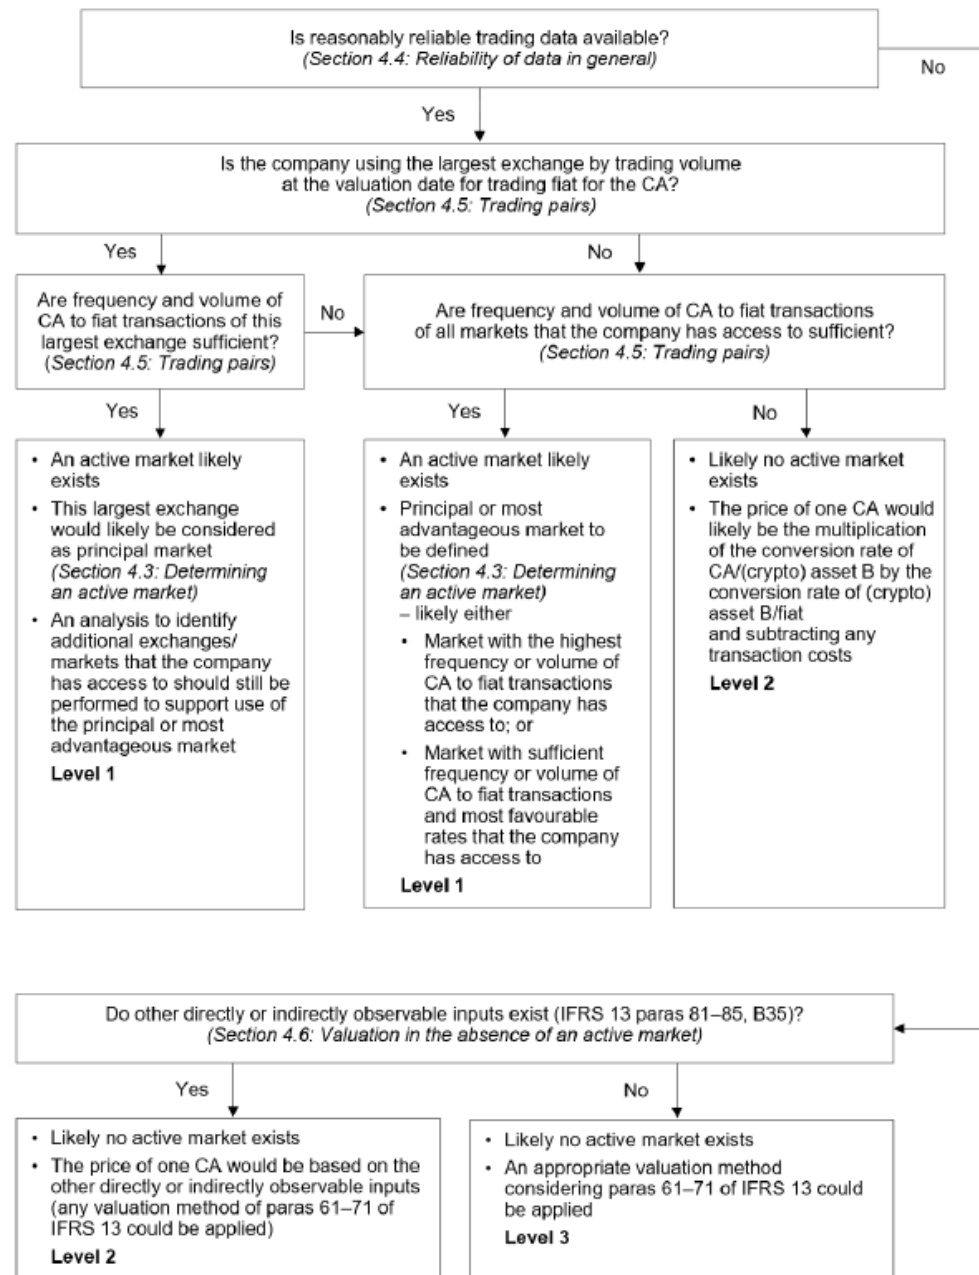 Is reasonably reliable trading data available?
(Section 4.4: Reliability of data in general)
No
Yes
Is the company using the largest exchange by trading volume
at the valuation date for trading fiat for the CA?
(Section 4.5: Trading pairs)
Yes
No
Are frequency and volume of
CA to fiat transactions of this
largest exchange sufficient?
(Section 4.5: Trading pairs)
No
Are frequency and volume of CA to fiat transactions
of all markets that the company has access to sufficient?
(Section 4.5: Trading pairs)
Yes
Yes
No
• An active market likely
exists
• This largest exchange
would likely be considered
as principal market
(Section 4.3: Determining
an active market)
• An analysis to identify
additional exchanges/
markets that the company
has access to should still be
performed to support use of
the principal or most
advantageous market
Level 1
• An active market likely
exists
• Principal or most
advantageous market to
be defined
(Section 4.3: Determining
an active market)
– likely either
• Market with the highest
frequency or volume of
CA to fiat transactions
that the company has
access to; or
• Market with sufficient
frequency or volume of
CA to fiat transactions
and most favourable
rates that the company
has access to
Level 1
• Likely no active market
exists
• The price of one CA would
likely be the multiplication
of the conversion rate of
CA/(crypto) asset B by the
conversion rate of (crypto)
asset B/fiat
and subtracting any
transaction costs
Level 2
Do other directly or indirectly observable inputs exist (IFRS 13 paras 81–85, B35)?
(Section 4.6: Valuation in the absence of an active market)
Yes
No
• Likely no active market exists
• The price of one CA would be based on the
other directly or indirectly observable inputs
(any valuation method of paras 61–71 of
IFRS 13 could be applied)
Level 2
• Likely no active market exists
• An appropriate valuation method
considering paras 61–71 of IFRS 13 could
be applied
Level 3